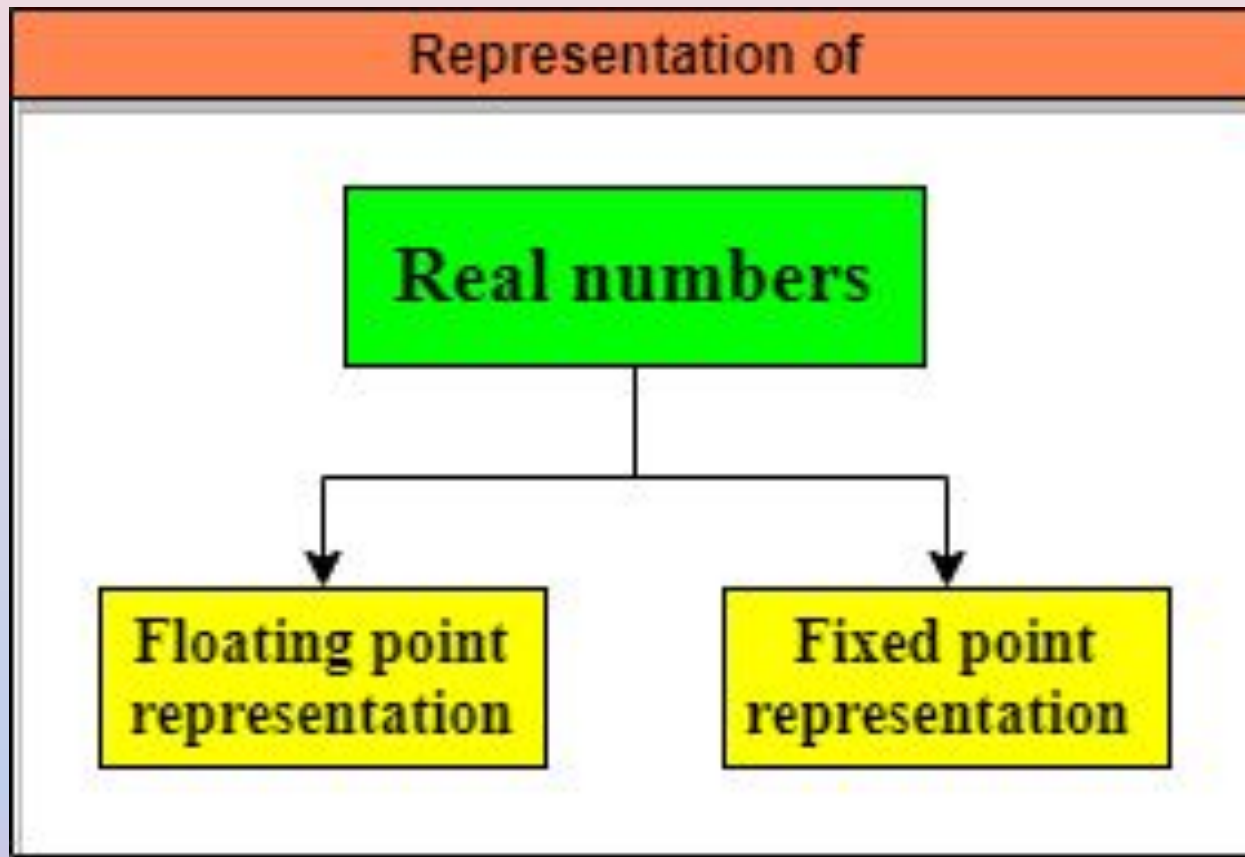 Representation of
Real numbers
Floating point
representation
Fixed point
representation